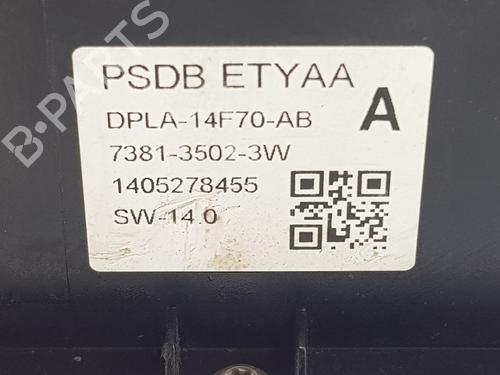 PSDB ETYAA
DPLA-14F70-AB
A
7381-3502-3W
1405278455
SW-14.0
B-PARTS